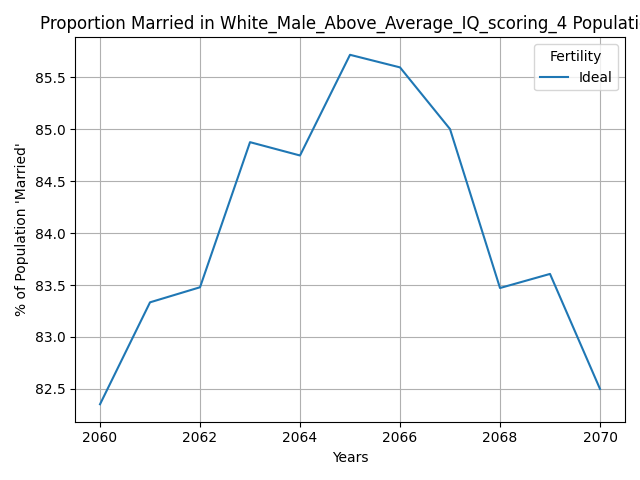 Proportion Married in White_Male_Above_Average_IQ_scoring_4 Populati
Fertility
Ideal
% of Population 'Married'
85.5
85.0
84.5
84.0
83.5
83.0
82.5
2060 2062 2064 2066 2068 2070
Years